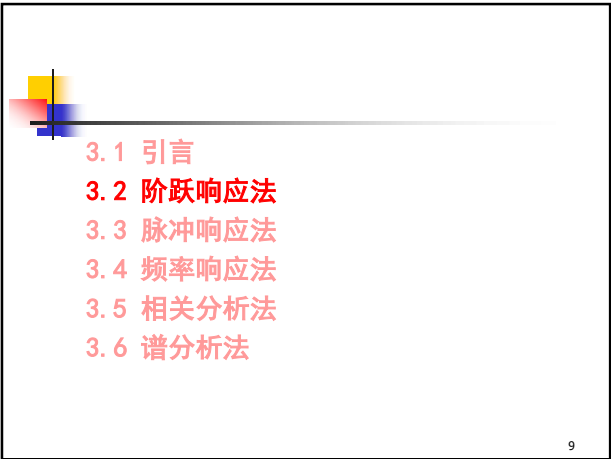 3.1 引言
3.2 阶跃响应法
3.3 脉冲响应法
3.4 频率响应法
3.5 相关分析法
3.6 谱分析法
9